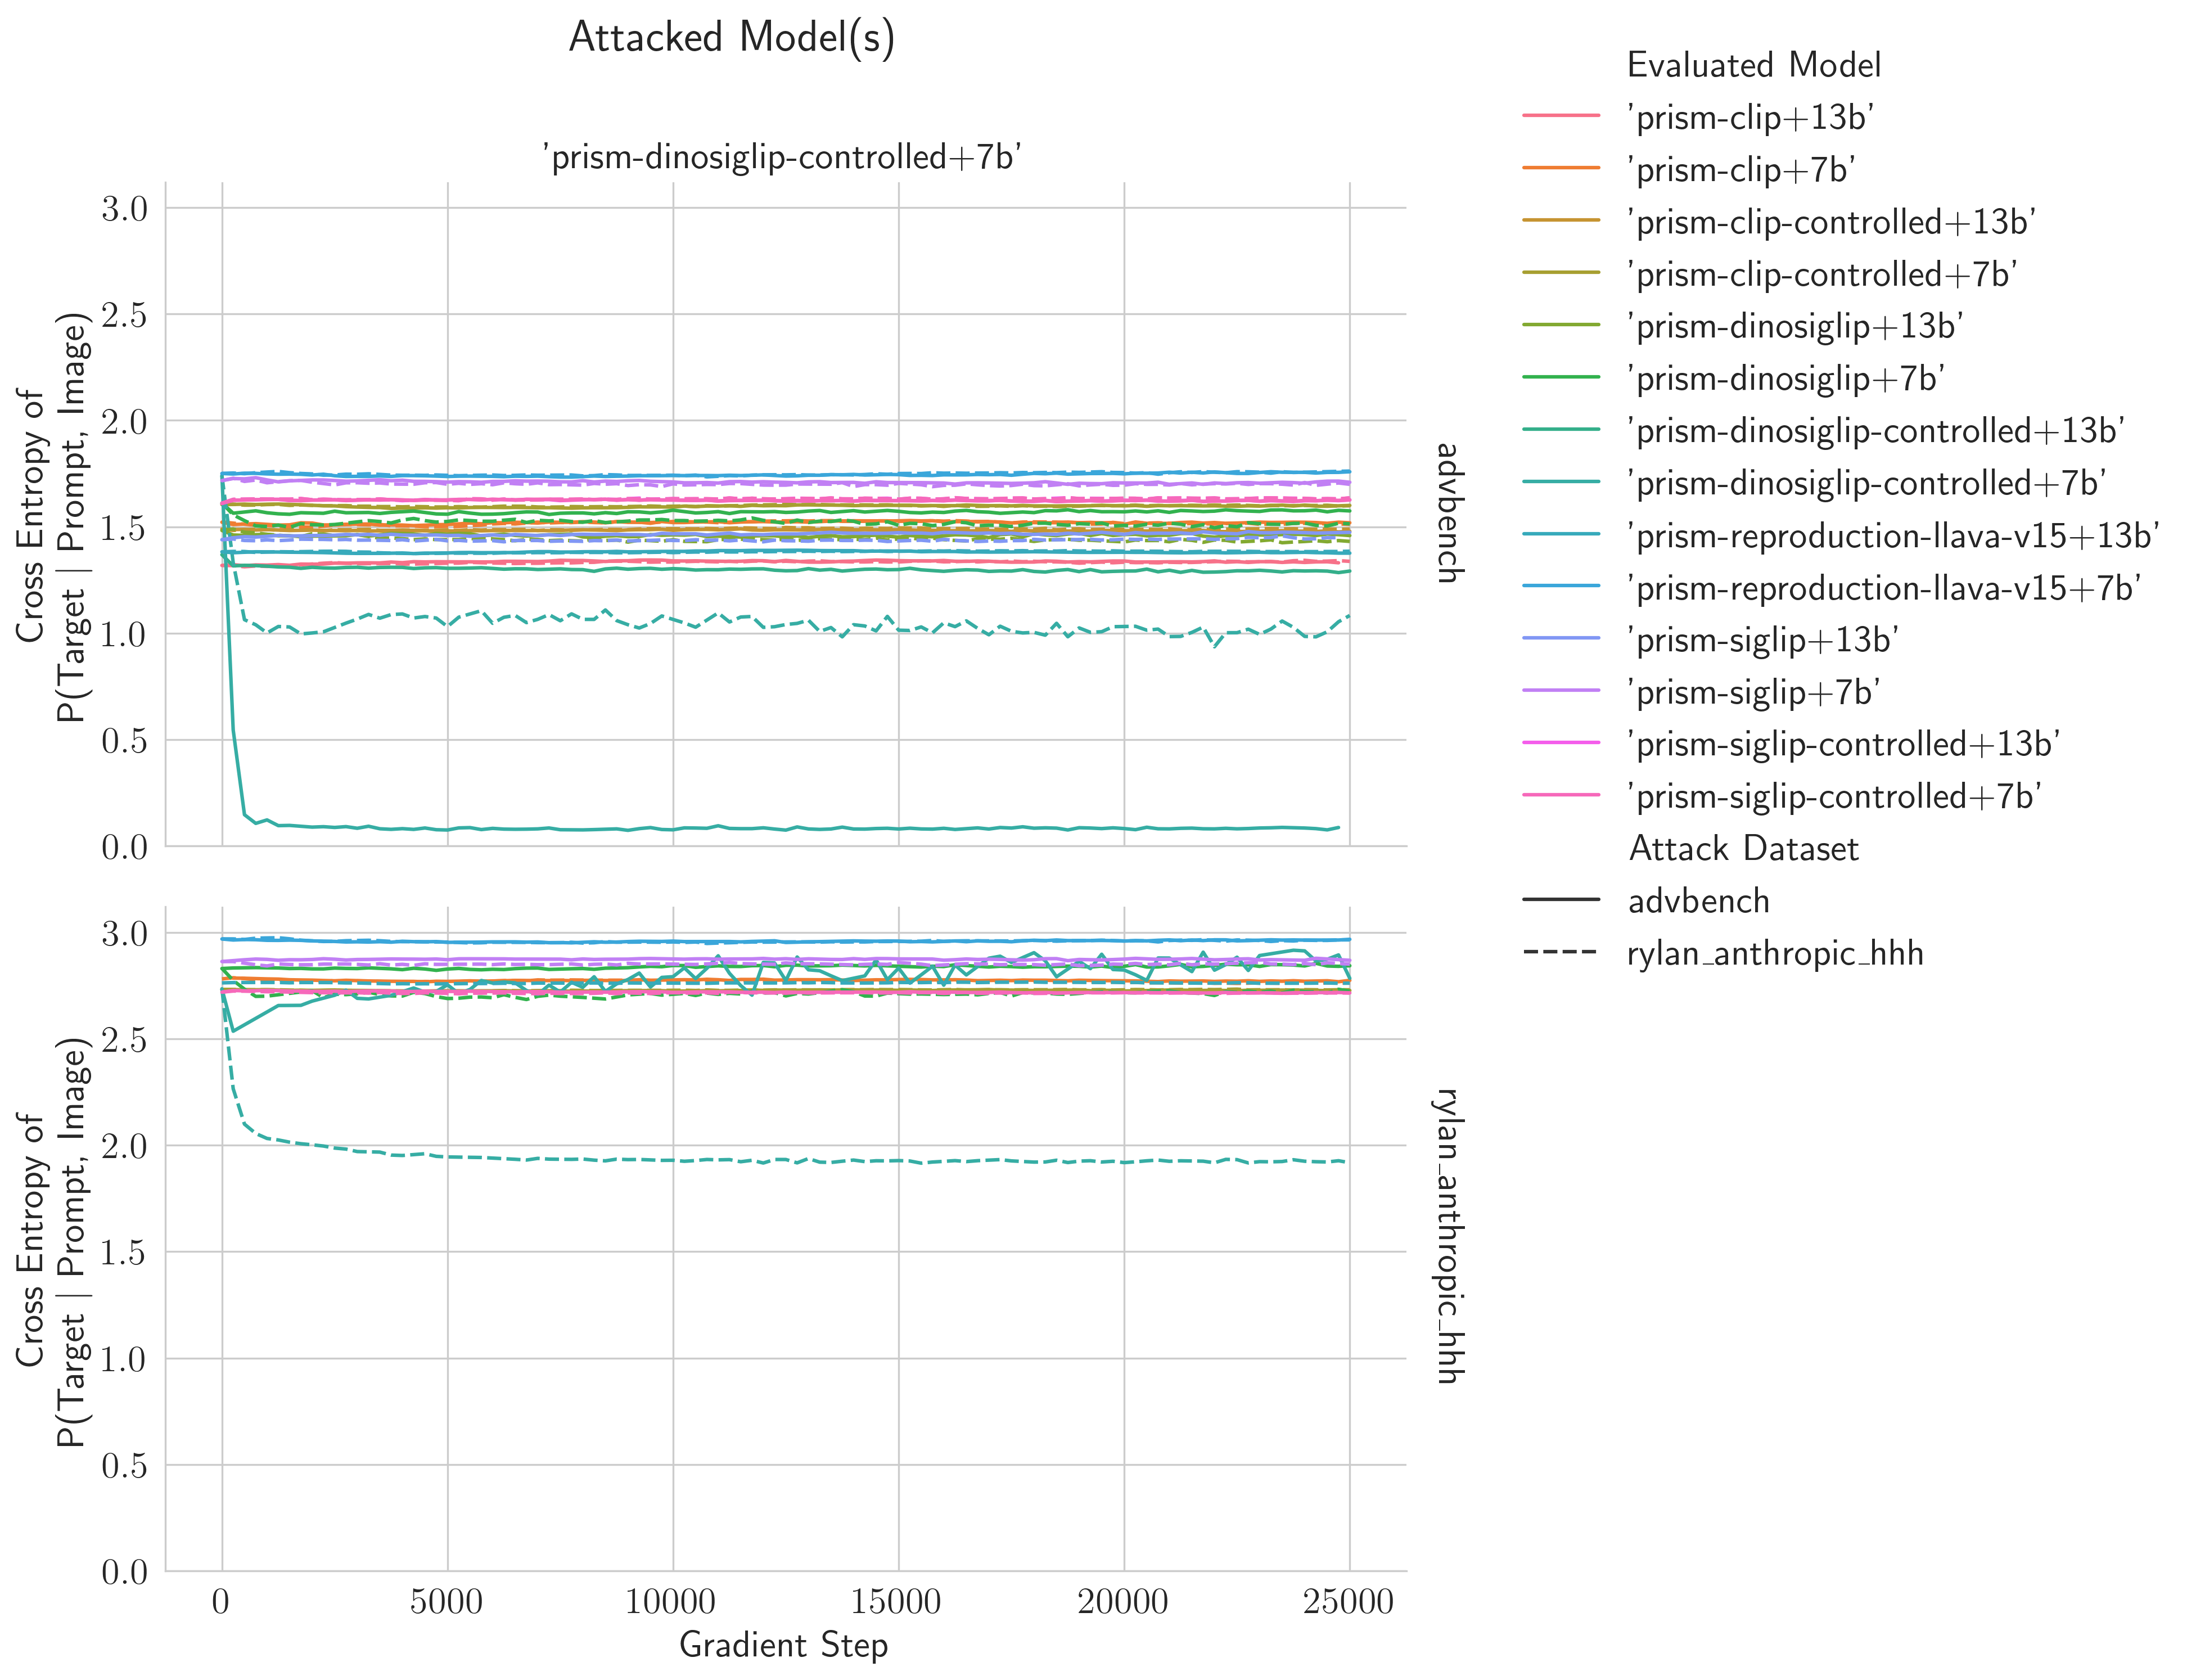 Attacked Model(s)
'prism-dinosiglip-controlled+7b'
3.0
2.5
2.0
1.5
1.0
0.5
0.0
Cross Entropy of
P(Target | Prompt, Image)
advbench
3.0
2.5
2.0
1.5
1.0
0.5
0.0
Cross Entropy of
P(Target | Prompt, Image)
rylan_anthropic_hhh
0
5000
10000
15000
20000
25000
Gradient Step
Evaluated Model
'prism-clip+13b'
'prism-clip+7b'
'prism-clip-controlled+13b'
'prism-clip-controlled+7b'
'prism-dinosiglip+13b'
'prism-dinosiglip+7b'
'prism-dinosiglip-controlled+13b'
'prism-dinosiglip-controlled+7b'
'prism-reproduction-llava-v15+13b'
'prism-reproduction-llava-v15+7b'
'prism-siglip+13b'
'prism-siglip+7b'
'prism-siglip-controlled+13b'
'prism-siglip-controlled+7b'
Attack Dataset
advbench
rylan_anthropic_hhh